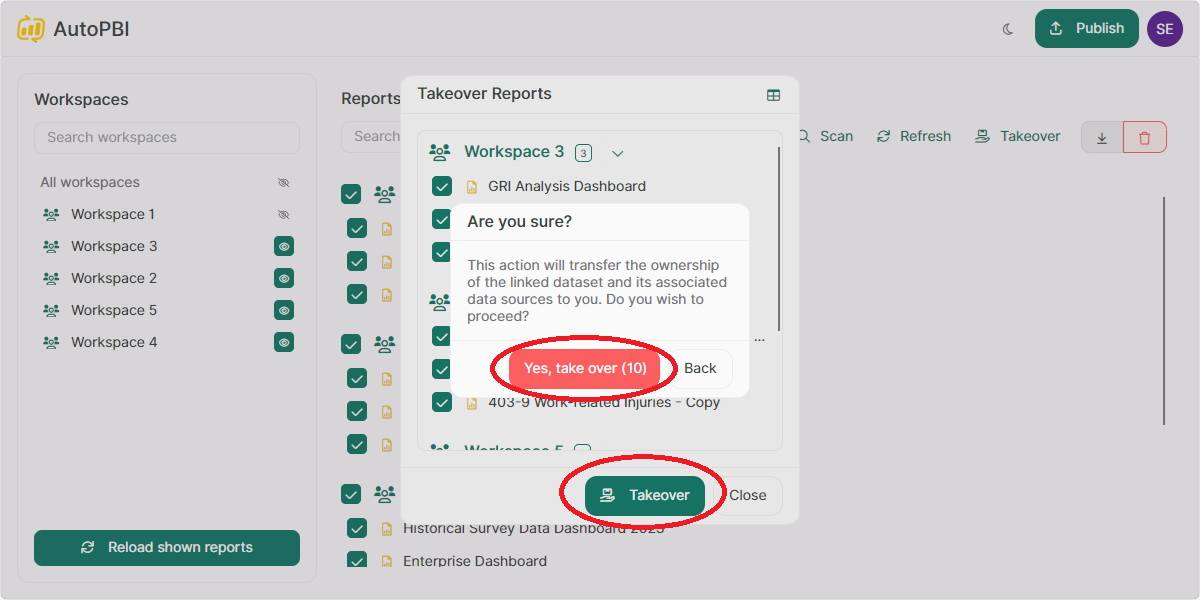 AutoPBI
Publish
SE
Workspaces
Search workspaces
All workspaces
Workspace 1
Workspace 3
Workspace 2
Workspace 5
Workspace 4
Reload shown reports
Reports
Search
Scan
Refresh
Takeover
Takeover Reports
Workspace 3 3
GRI Analysis Dashboard
Are you sure?
This action will transfer the ownership
of the linked dataset and its associated
data sources to you. Do you wish to
proceed?
...
Yes, take over (10)
Back
403-9 Work-related Injuries - Copy
Workspace 5
Takeover
Close
Historical Survey Data Dashboard 2023
Enterprise Dashboard